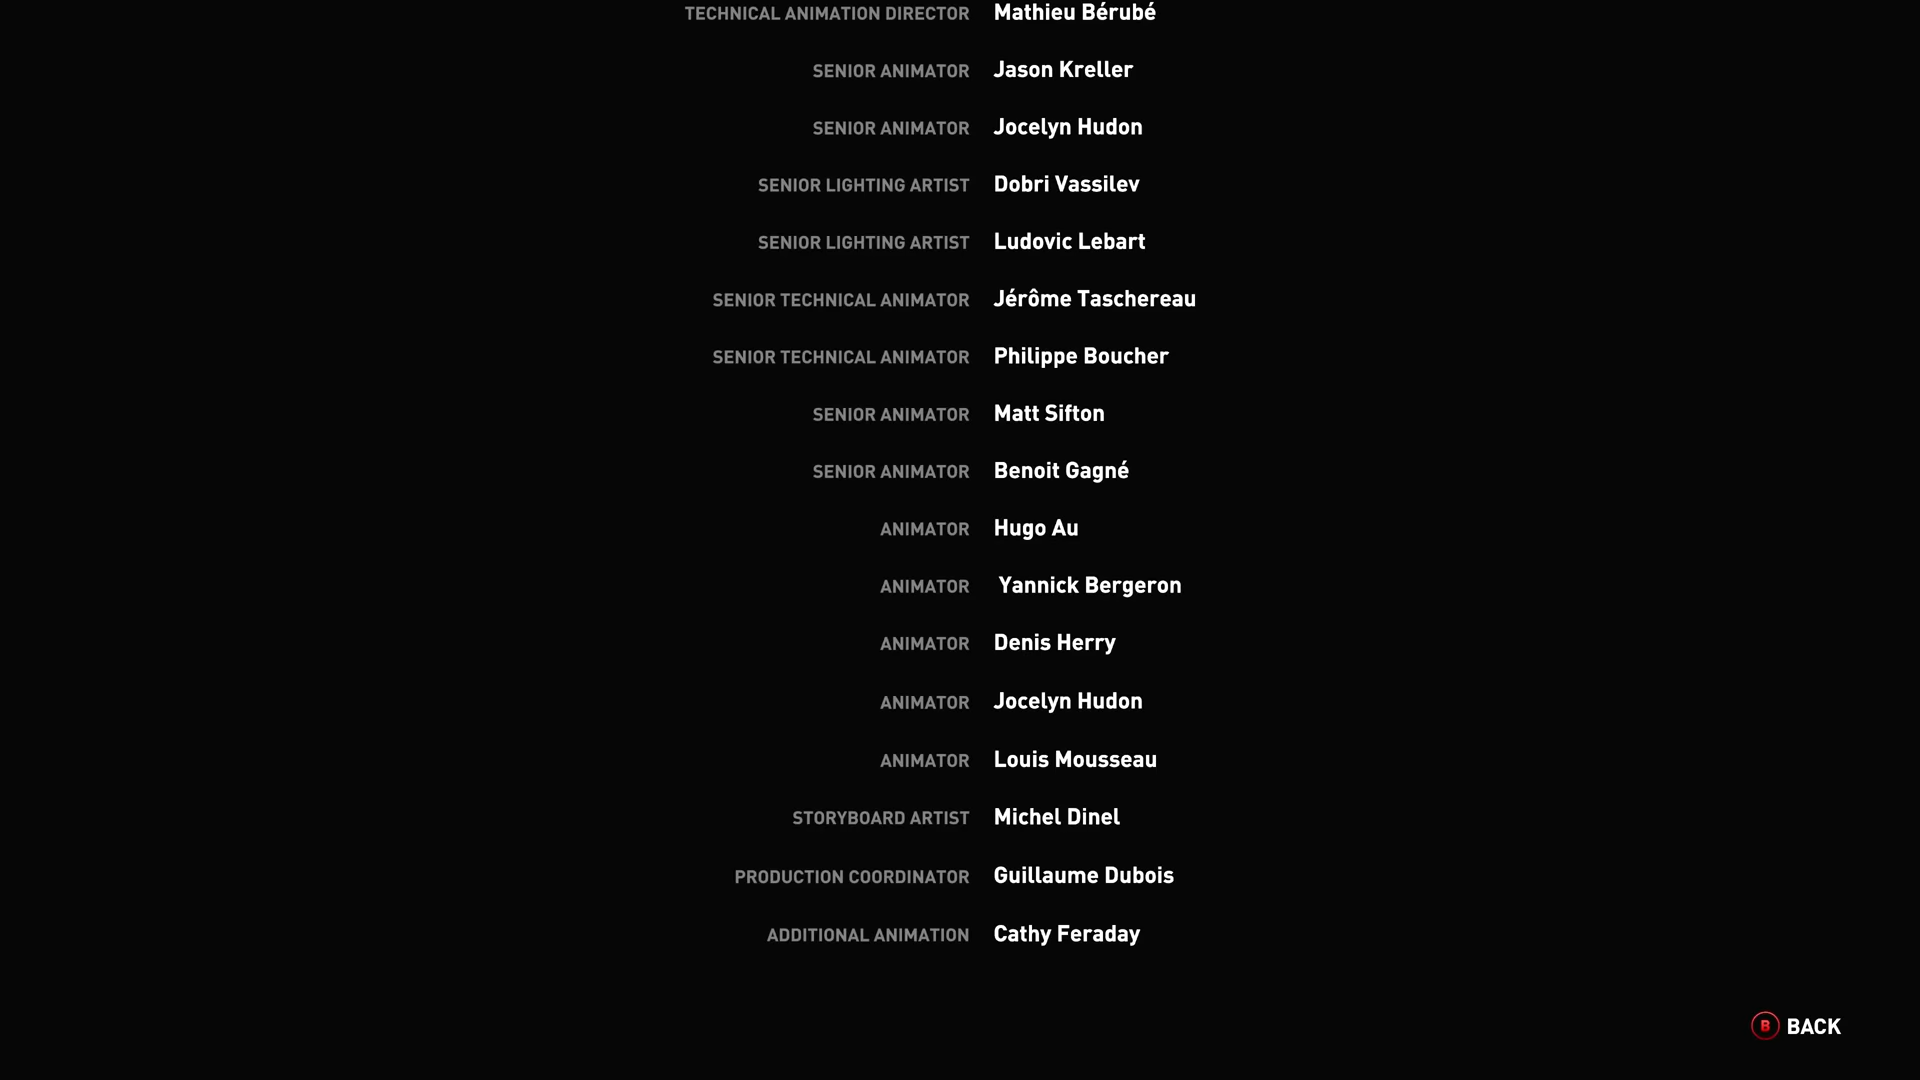 TECHNICAL ANIMATION DIRECTOR Mathieu Bérubé
SENIOR ANIMATOR Jason Kreller
SENIOR ANIMATOR Jocelyn Hudon
SENIOR LIGHTING ARTIST Dobri Vassilev
SENIOR LIGHTING ARTIST Ludovic Lebart
SENIOR TECHNICAL ANIMATOR Jérôme Taschereau
SENIOR TECHNICAL ANIMATOR Philippe Boucher
SENIOR ANIMATOR Matt Sifton
SENIOR ANIMATOR Benoit Gagné
ANIMATOR Hugo Au
ANIMATOR Yannick Bergeron
ANIMATOR Denis Herry
ANIMATOR Jocelyn Hudon
ANIMATOR Louis Mousseau
STORYBOARD ARTIST Michel Dinel
PRODUCTION COORDINATOR Guillaume Dubois
ADDITIONAL ANIMATION Cathy Feraday
B BACK